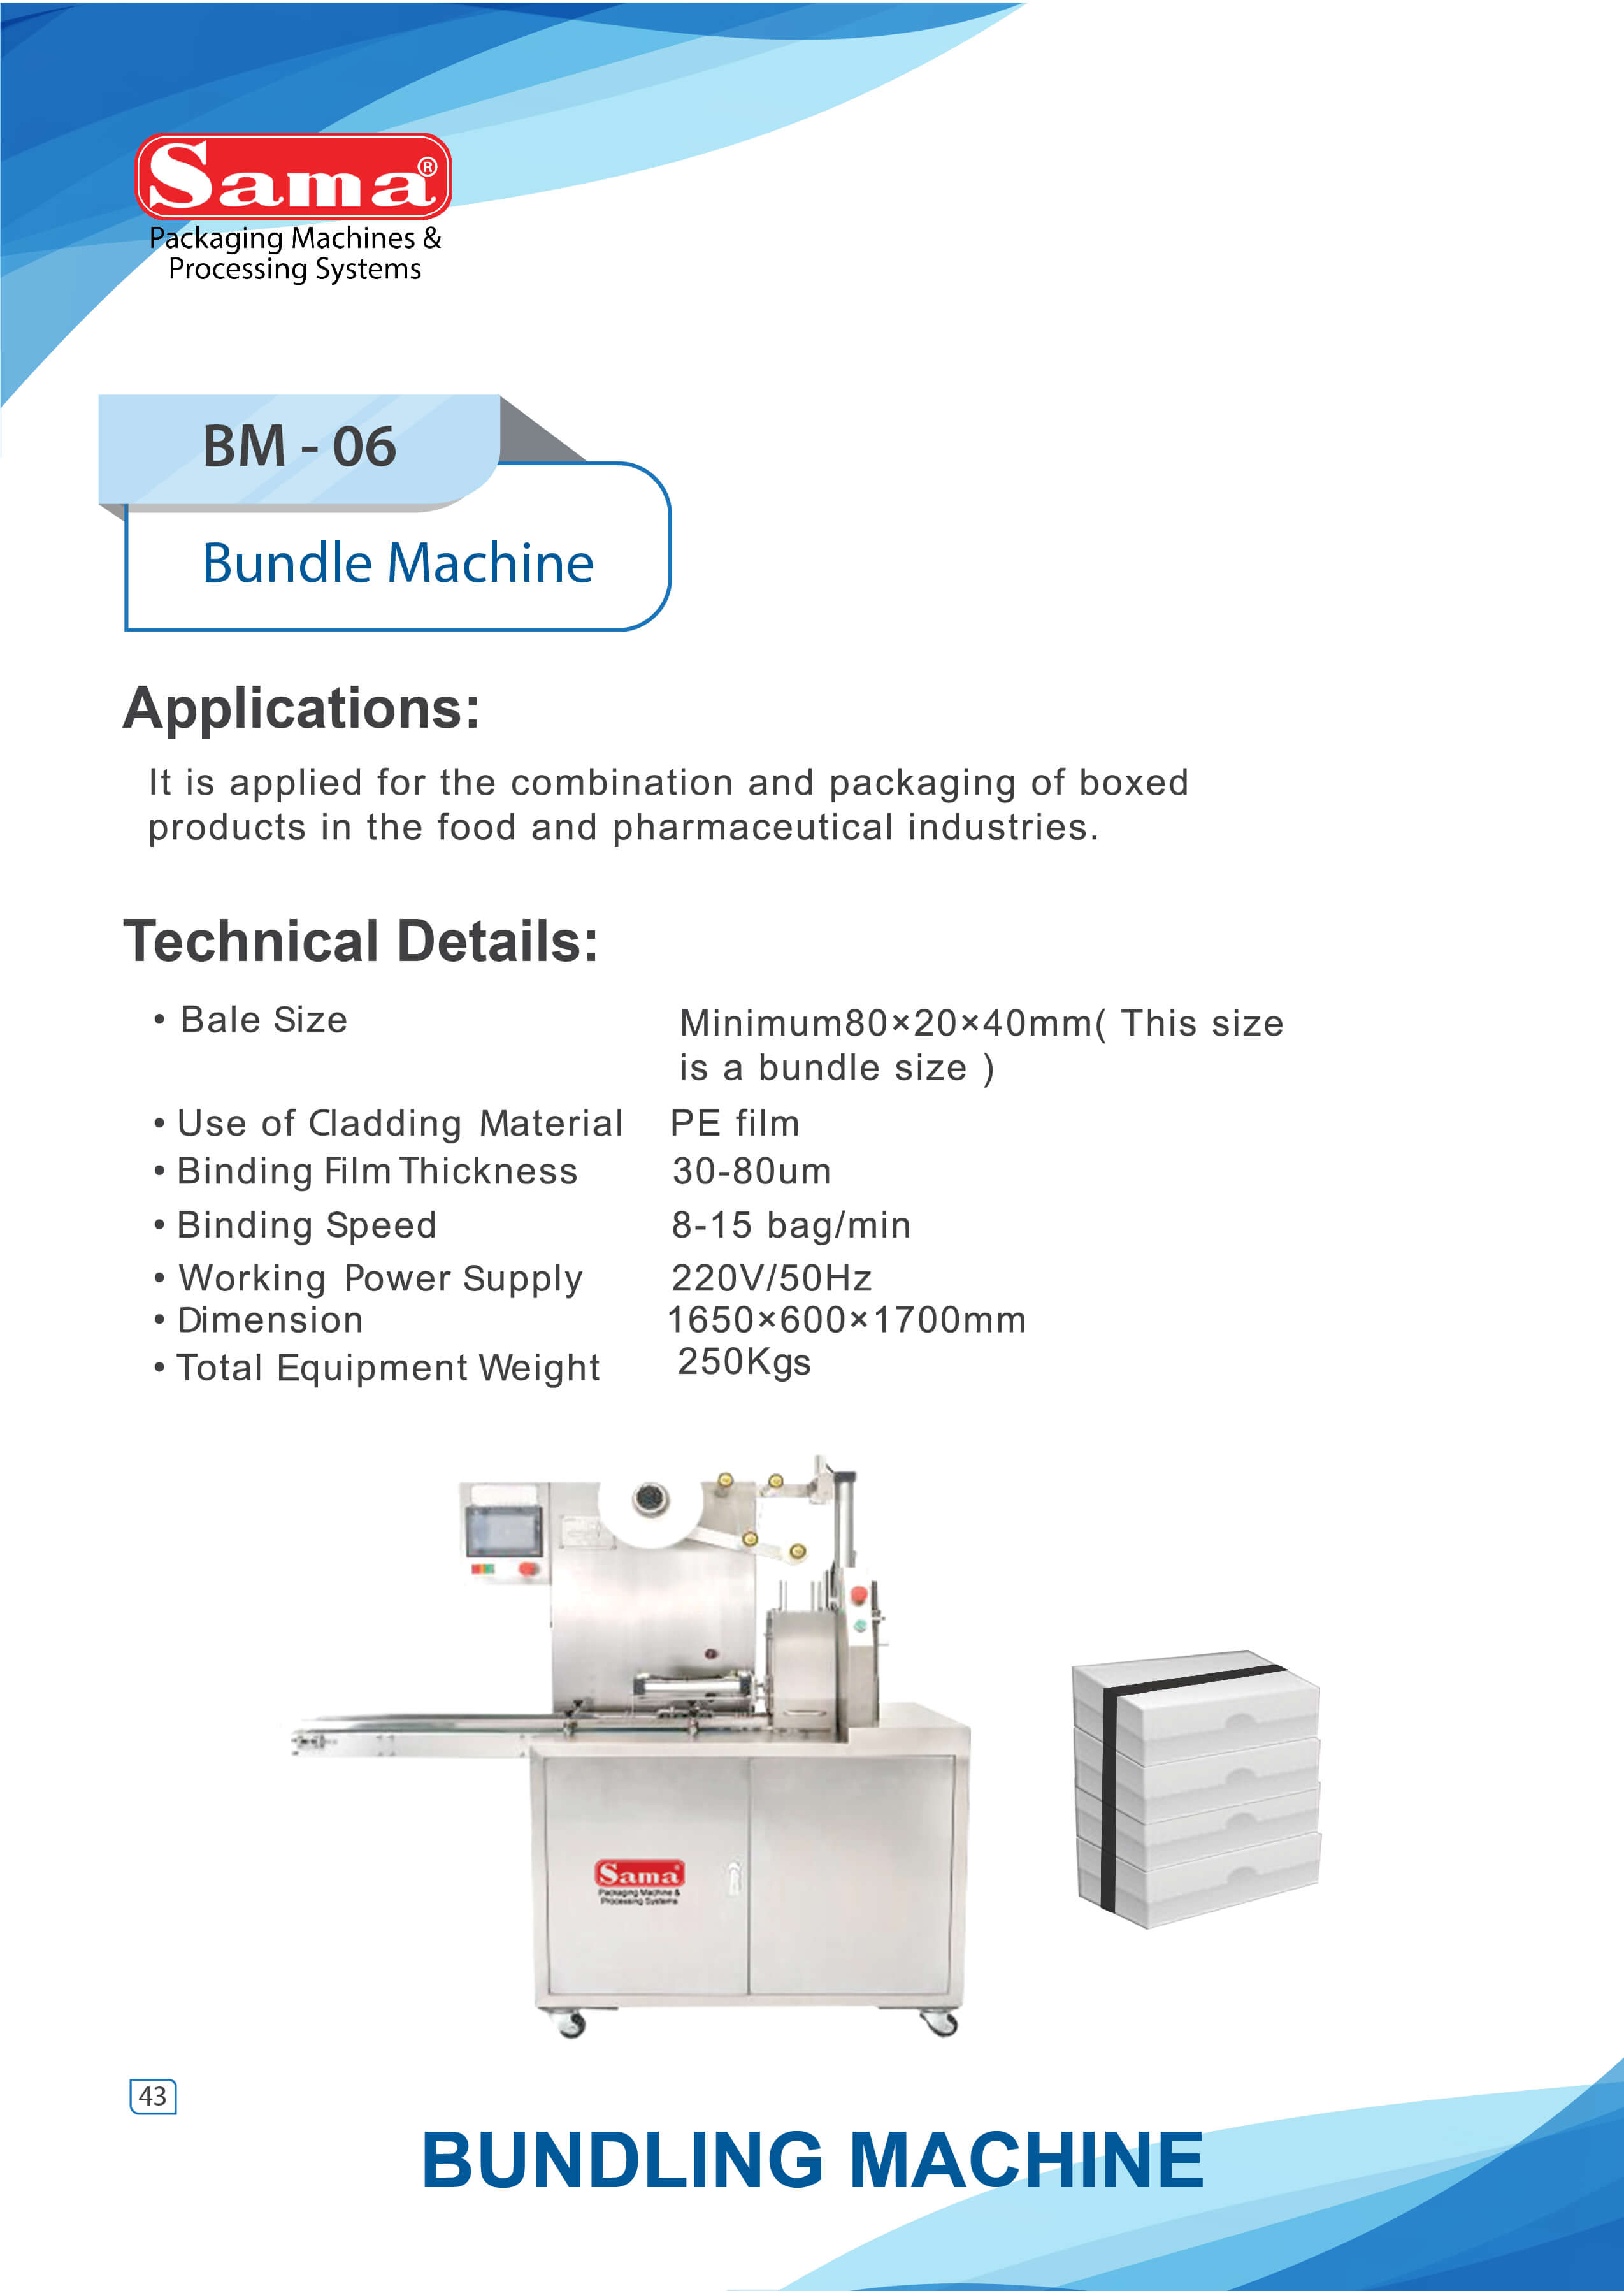 Sama®
Packaging Machines &
Processing Systems
BM - 06
Bundle Machine
Applications:
It is applied for the combination and packaging of boxed
products in the food and pharmaceutical industries.
Technical Details:
• Bale Size Minimum80×20×40mm( This size
is a bundle size )
• Use of Cladding Material PE film
• Binding Film Thickness 30-80um
• Binding Speed 8-15 bag/min
• Working Power Supply 220V/50Hz
• Dimension 1650×600×1700mm
• Total Equipment Weight 250Kgs
Sama
Packaging Machine &
Processing Systems
43
BUNDLING MACHINE